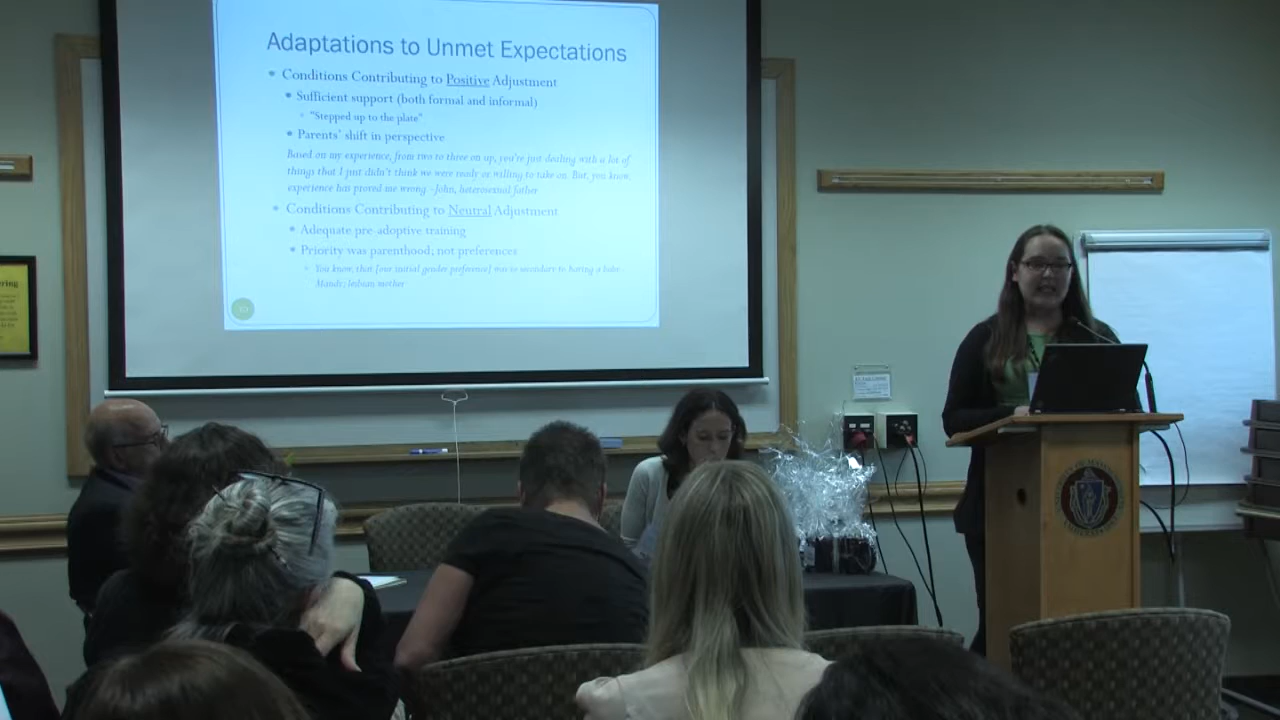 Adaptations to Unmet Expectations
Conditions Contributing to Positive Adjustment
Sufficient support (both formal and informal)
"Stepped up to the plate"
Parents' shift in perspective
Based on my experience, from two to three on up, you're just dealing with a lot of
things that I just didn't think we were ready or willing to take on. But, you know,
experience has proved me wrong -John, heterosexual father
Conditions Contributing to Neutral Adjustment
Adequate pre-adoptive training
Priority was parenthood; not preferences
You know, that [our initial gender preference] was so secondary to having a baby -
Mandy, lesbian mother
10